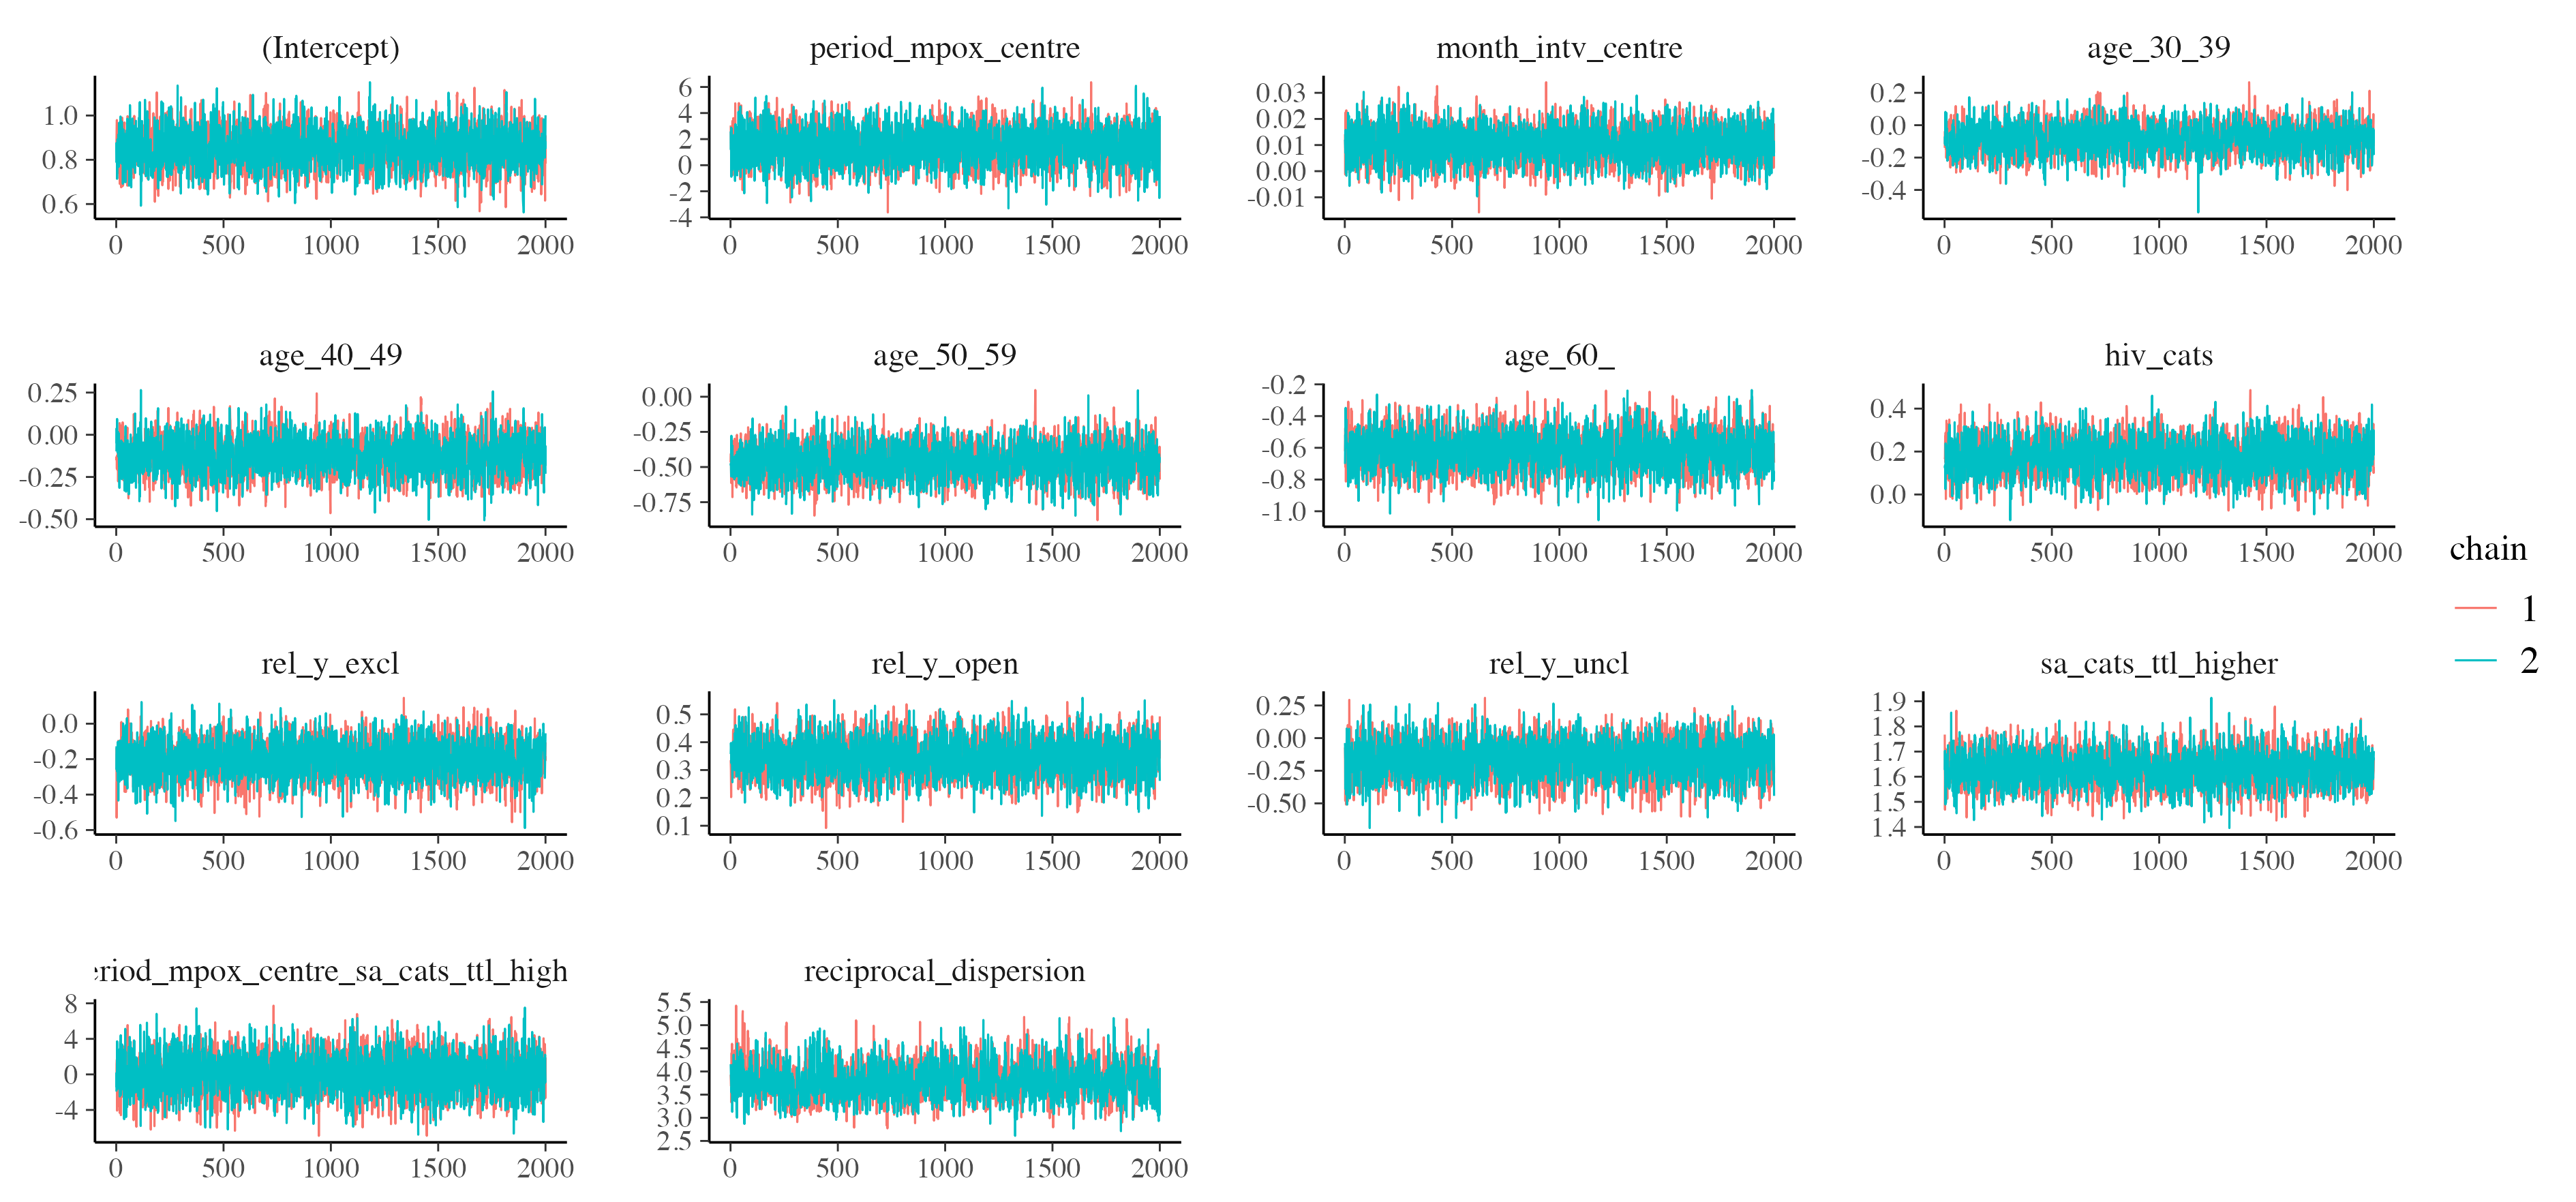 (Intercept)
1.0
0.8
0.6
0 500 1000 1500 2000
period_mpox_centre
6
4
2
0
-2
-4
0 500 1000 1500 2000
month_intv_centre
0.03
0.02
0.01
0.00
-0.01
0 500 1000 1500 2000
age_30_39
0.2
0.0
-0.2
-0.4
0 500 1000 1500 2000
age_40_49
0.25
0.00
-0.25
-0.50
0 500 1000 1500 2000
age_50_59
0.00
-0.25
-0.50
-0.75
0 500 1000 1500 2000
age_60_
-0.2
-0.4
-0.6
-0.8
-1.0
0 500 1000 1500 2000
hiv_cats
0.4
0.2
0.0
0 500 1000 1500 2000
rel_y_excl
0.0
-0.2
-0.4
-0.6
0 500 1000 1500 2000
rel_y_open
0.5
0.4
0.3
0.2
0.1
0 500 1000 1500 2000
rel_y_uncl
0.25
0.00
-0.25
-0.50
0 500 1000 1500 2000
sa_cats_ttl_higher
1.9
1.8
1.7
1.6
1.5
1.4
0 500 1000 1500 2000
eriod_mpox_centre_sa_cats_ttl_high
8
4
0
-4
0 500 1000 1500 2000
reciprocal_dispersion
5.5
5.0
4.5
4.0
3.5
3.0
2.5
0 500 1000 1500 2000
chain
1
2